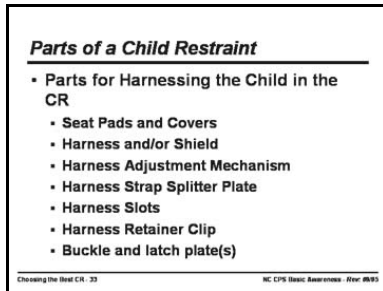 Parts of a Child Restraint
▪ Parts for Harnessing the Child in the
CR
▪ Seat Pads and Covers
▪ Harness and/or Shield
▪ Harness Adjustment Mechanism
▪ Harness Strap Splitter Plate
▪ Harness Slots
▪ Harness Retainer Clip
▪ Buckle and latch plate(s)
Choosing the Best CR - 33
NC CPS Basic Awareness - Rev: